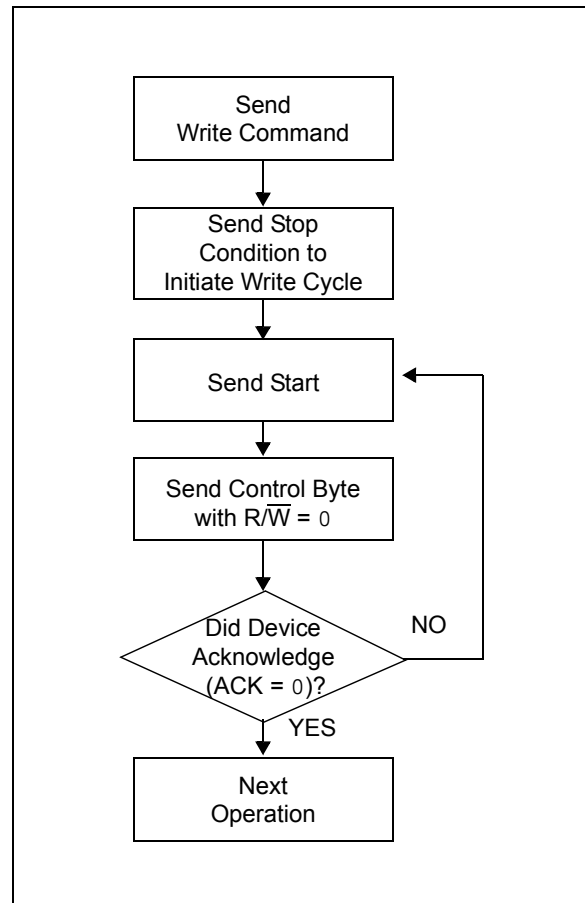 Send
Write Command
Send Stop
Condition to
Initiate Write Cycle
Send Start
Send Control Byte
with R/W̅ = 0
Did Device
Acknowledge
(ACK = 0)?
NO
YES
Next
Operation